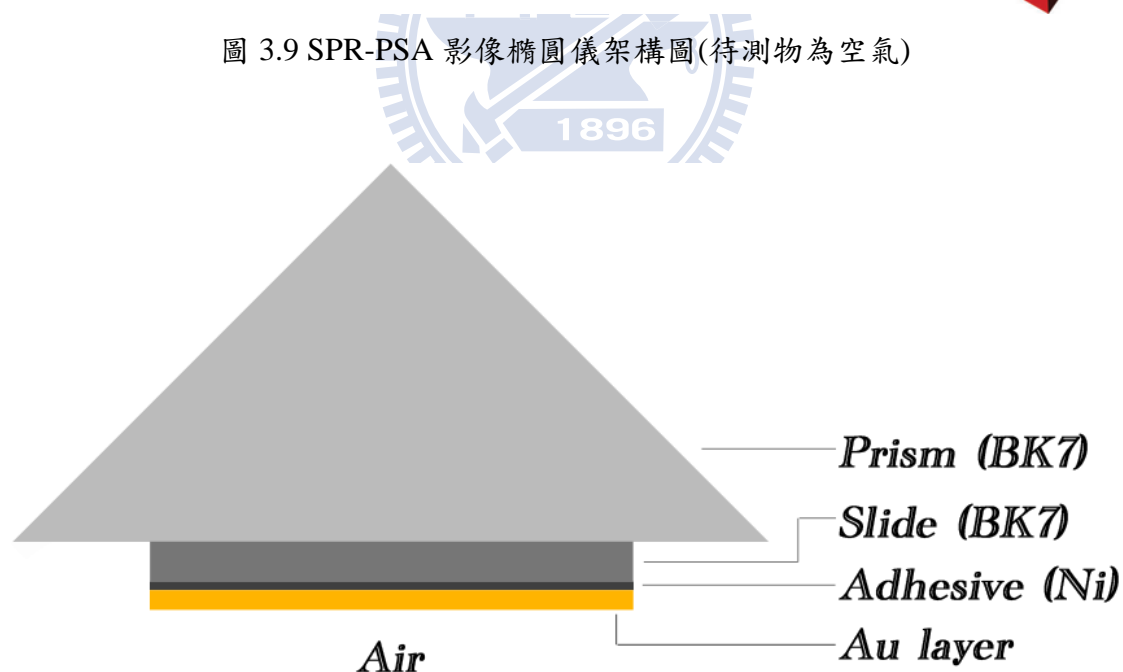 圖 3.9 SPR-PSA 影像橢圓儀架構圖(待測物為空氣)
1896
Prism (BK7)
Slide (BK7)
Adhesive (Ni)
Au layer
Air